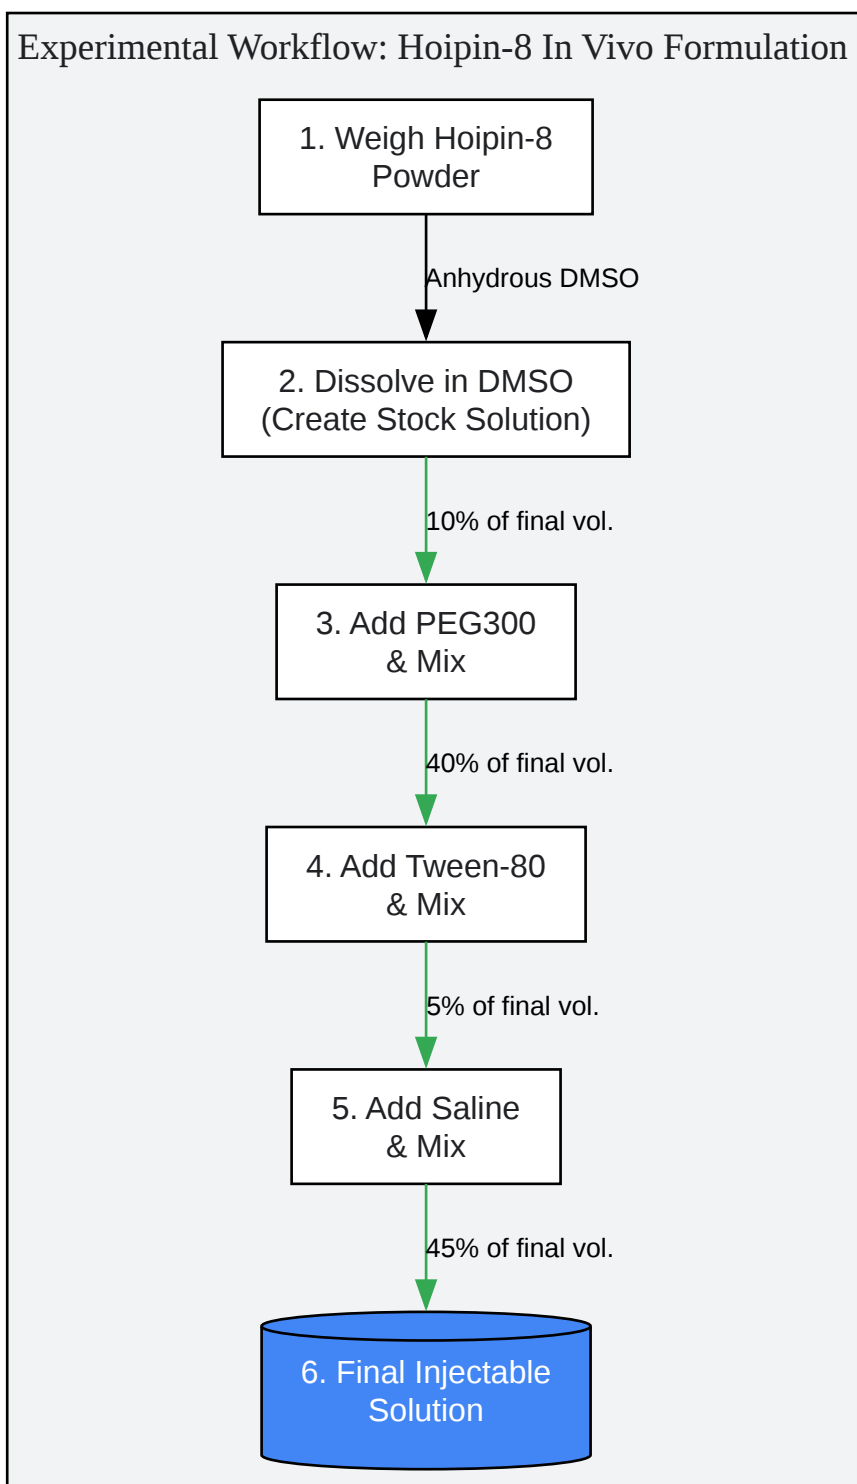 Experimental Workflow: Hoipin-8 In Vivo Formulation
1. Weigh Hoipin-8
Powder
Anhydrous DMSO
2. Dissolve in DMSO
(Create Stock Solution)
10% of final vol.
3. Add PEG300
& Mix
40% of final vol.
4. Add Tween-80
& Mix
5% of final vol.
5. Add Saline
& Mix
45% of final vol.
6. Final Injectable
Solution